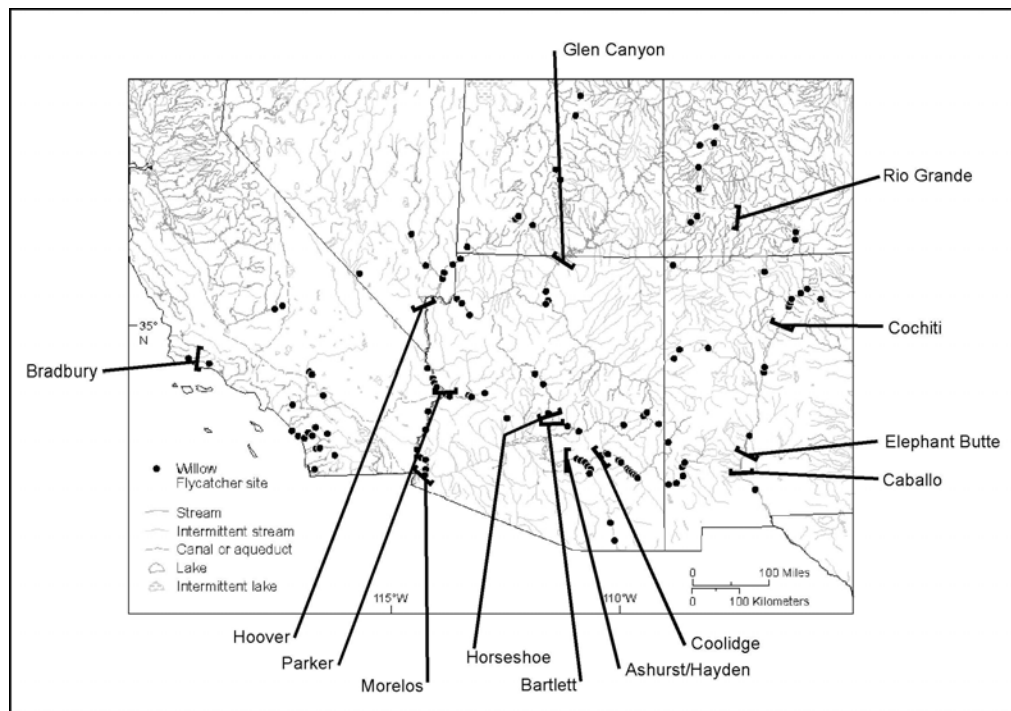 Glen Canyon
Rio Grande
35°
N
Cochiti
Bradbury
Elephant Butte
Caballo
Willow
Flycatcher site
Stream
Intermittent stream
Canal or aqueduct
Lake
Intermittent lake
0 100 Miles
0 100 Kilometers
115°W
110°W
Hoover
Parker
Morelos
Horseshoe
Bartlett
Coolidge
Ashurst/Hayden